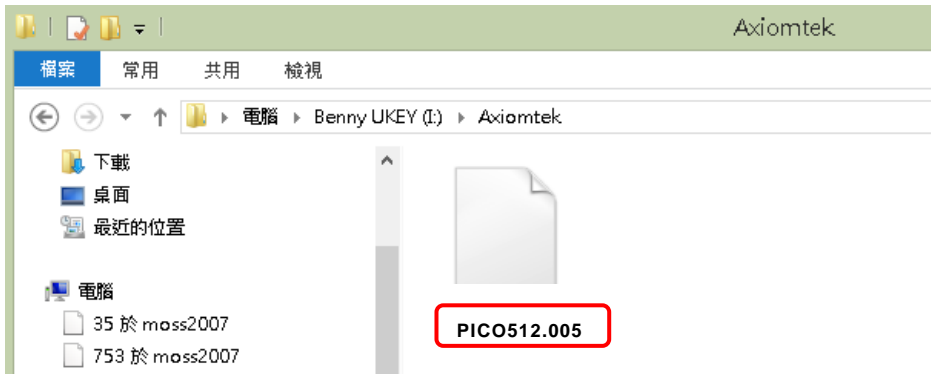 Axiomtek
檔案 常用 共用 檢視
電腦 Benny UKEY (I:) Axiomtek
下載
桌面
最近的位置
電腦
35 於 moss2007
753 於 moss2007
PICO512.005